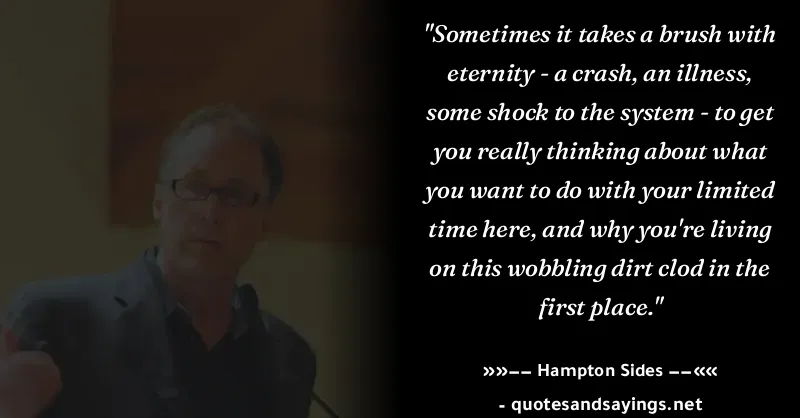 "Sometimes it takes a brush with
eternity - a crash, an illness,
some shock to the system - to get
you really thinking about what
you want to do with your limited
time here, and why you're living
on this wobbling dirt clod in the
first place."
»»-- Hampton Sides --««
- quotesandsayings.net